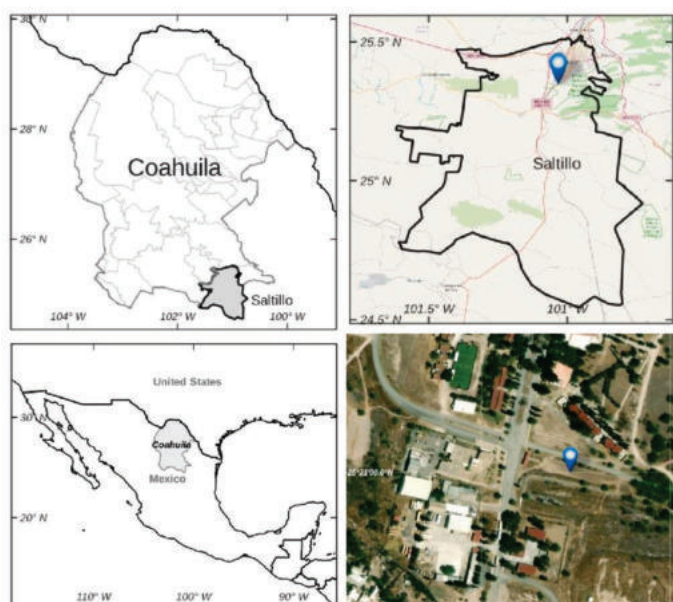 30° N
28° N
26° N
Coahuila
Saltillo
104° W
102° W
100° W
25.5° N
25° N
24.5° N
Saltillo
101.5° W
101° W
United States
30° N
Coahuila
Mexico
20° N
110° W
100° W
90° W